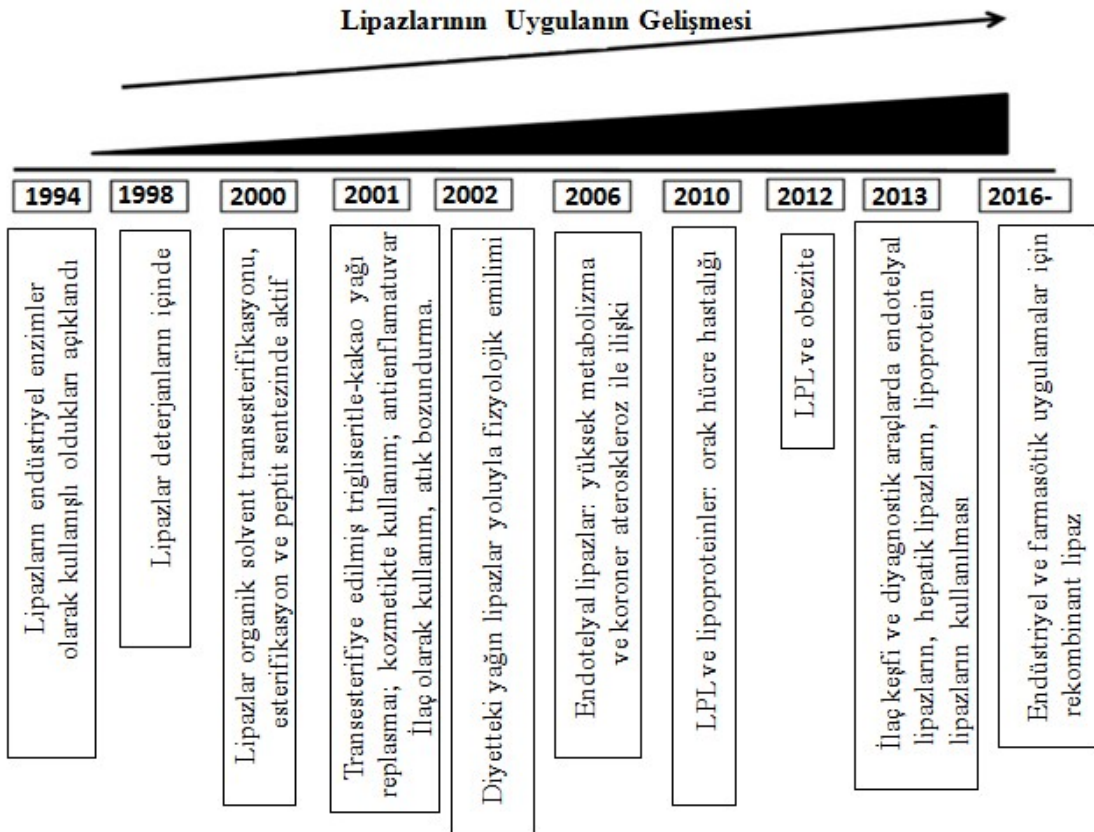 Lipazlarının Uygulanın Gelişmesi
1994
1998
2000
2001
2002
2006
2010
2012
2013
2016-
Lipazların endüstriyel enzimler
olarak kullanışlı oldukları açıklandı
Lipazlar deterjanların içinde
Lipazlar organik solvent transesterifikasyonu,
esterifikasyon ve peptit sentezinde aktif
Transesterifiye edilmiş trigliseritle-kakao yağı
replasmaı; kozmetikte kullanım; antienflamatuvar
İlaç olarak kullanım, atık bozundurma.
Diyetteki yağın lipazlar yoluyla fizyolojik emilimi
Endotelyal lipazlar: yüksek metabolizma
ve koroner ateroskleroz ile ilişki
LPL ve lipoproteinler: orak hücre hastalığı
LPL ve obezite
İlaç keşfi ve diyagnostik araçlarda endotelyal
lipazların, hepatik lipazların, lipoprotein
lipazların kullanılması
Endüstriyel ve farmasötik uygulamalar için
rekombinant lipaz